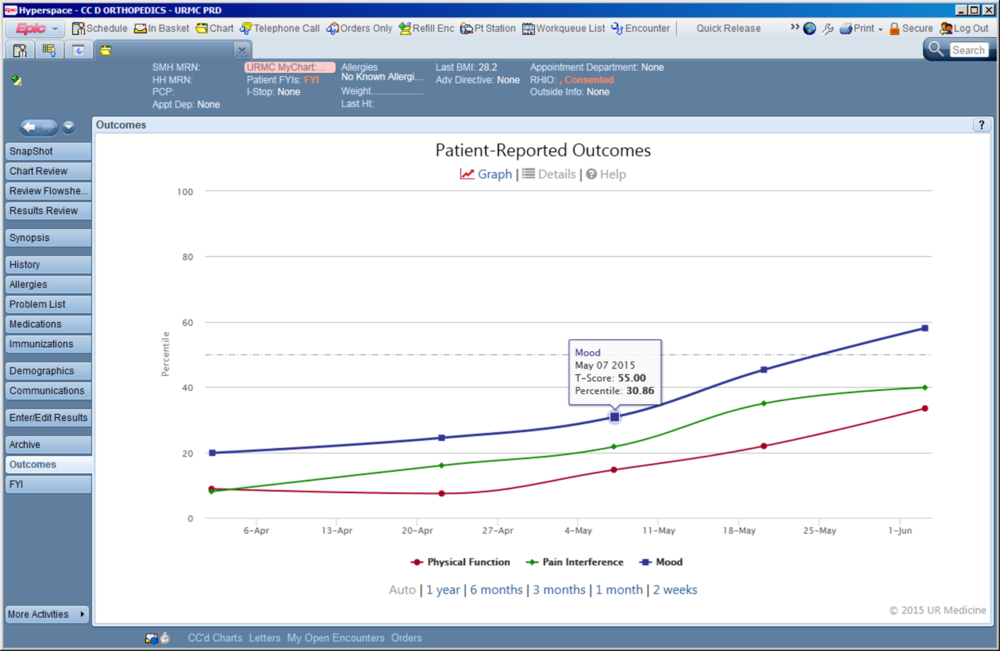 Epic Hyperspace - CC D ORTHOPEDICS - URMC PRD
Epic Schedule In Basket Chart Telephone Call Orders Only Refill Enc Pt Station Workqueue List Encounter Quick Release >> Print Secure Log Out
Search
SMH MRN: URMC MyChart:... Allergies Last BMI: 28.2 Appointment Department: None
HH MRN: Patient FYIs: FYI No Known Allergi... Adv Directive: None RHIO: , Consented
PCP: I-Stop: None Weight.................... Outside Info: None
Appt Dep: None Last Ht:
Outcomes ?
SnapShot
Chart Review
Review Flowshe...
Results Review
Synopsis
History
Allergies
Problem List
Medications
Immunizations
Demographics
Communications
Enter/Edit Results
Archive
Outcomes
FYI
More Activities
Patient-Reported Outcomes
Graph | Details | ? Help
100
80
60
40
20
0
Percentile
Mood
May 07 2015
T-Score: 55.00
Percentile: 30.86
6-Apr 13-Apr 20-Apr 27-Apr 4-May 11-May 18-May 25-May 1-Jun
Physical Function Pain Interference Mood
Auto | 1 year | 6 months | 3 months | 1 month | 2 weeks
© 2015 UR Medicine
CC'd Charts Letters My Open Encounters Orders